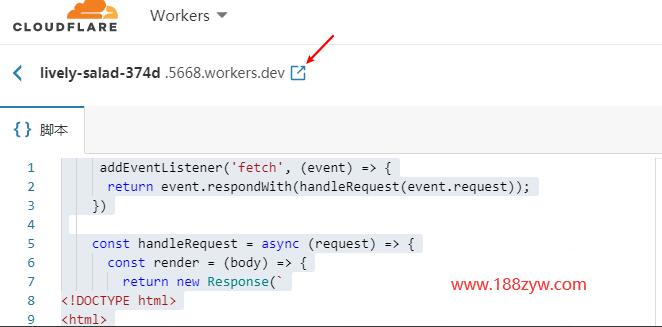 CLOUDFLARE
Workers
lively-salad-374d .5668.workers.dev
{} 脚本
1 addEventListener('fetch', (event) => {
2 return event.respondWith(handleRequest(event.request));
3 })
4
5 const handleRequest = async (request) => {
6 const render = (body) => {
7 return new Response(`
8 <!DOCTYPE html>
9 <html>
www.188zyw.com